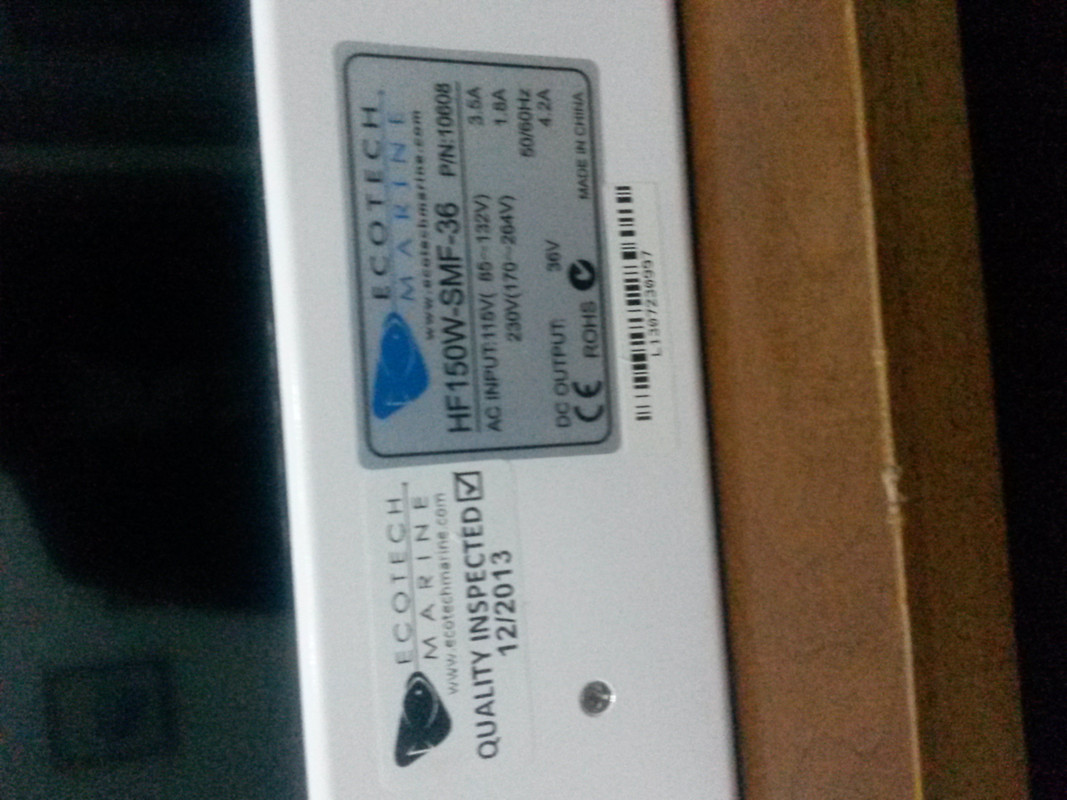 ECOTECH
MARINE
www.ecotechmarine.com
HF150W-SMF-36 P/N:10608
AC INPUT:115V( 85~132V) 3.5A
230V(170~264V) 1.8A
50/60Hz
DC OUTPUT: 36V 4.2A
CE ROHS MADE IN CHINA
L1307230997
ECOTECH
MARINE
www.ecotechmarine.com
QUALITY INSPECTED
12/2013